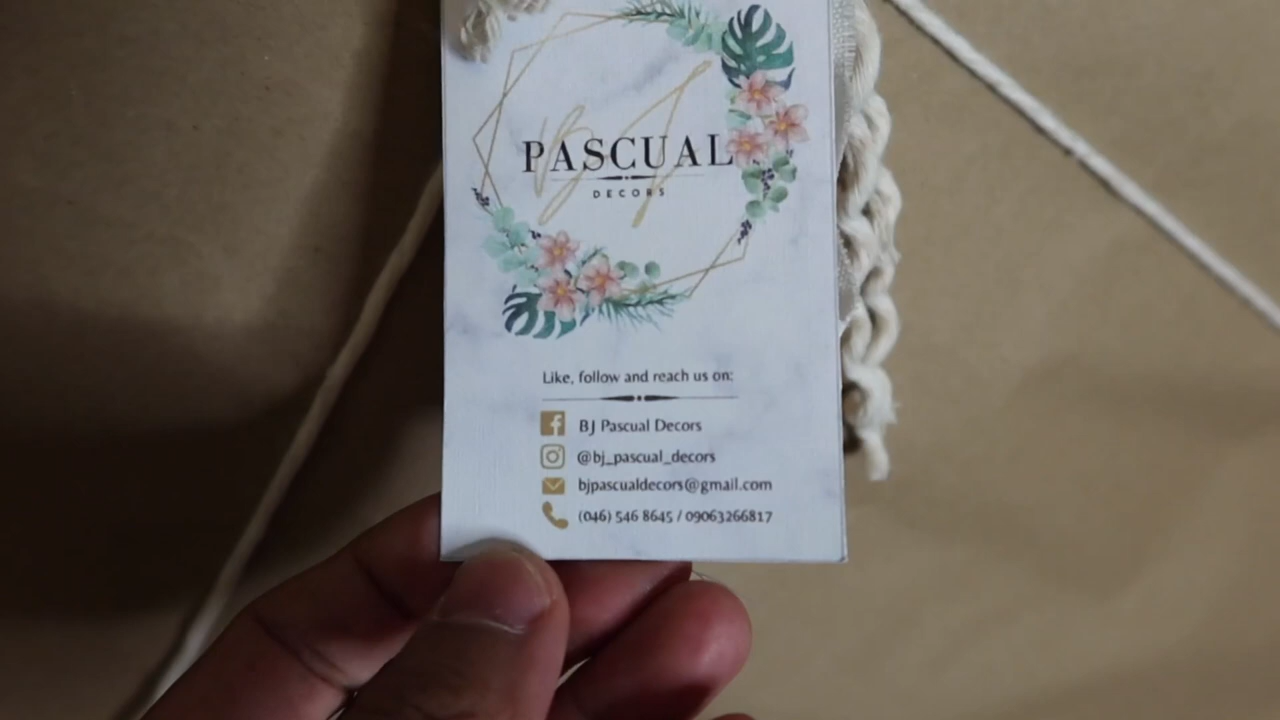 BJ
PASCUAL
DECORS
Like, follow and reach us on:
BJ Pascual Decors
@bj_pascual_decors
bjpascualdecors@gmail.com
(046) 546 8645 / 09063266817